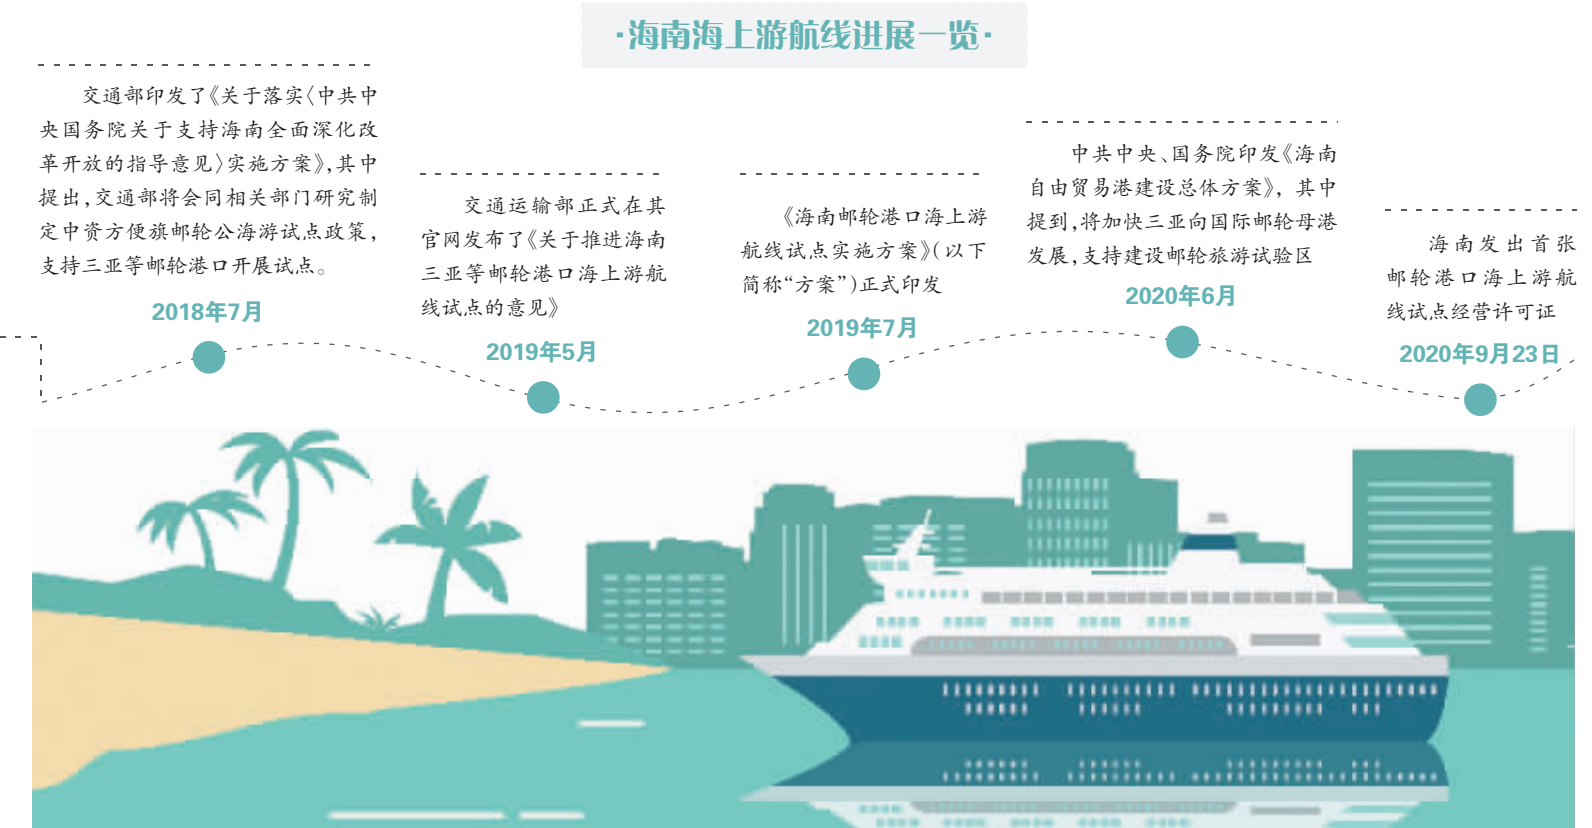 ·海南海上游航线进展一览·
交通部印发了《关于落实〈中共中
央国务院关于支持海南全面深化改
革开放的指导意见〉实施方案》,其中
提出,交通部将会同相关部门研究制
定中资方便旗邮轮公海游试点政策,
支持三亚等邮轮港口开展试点。
2018年7月
交通运输部正式在其
官网发布了《关于推进海南
三亚等邮轮港口海上游航
线试点的意见》
2019年5月
《海南邮轮港口海上游
航线试点实施方案》(以下
简称“方案”)正式印发
2019年7月
中共中央、国务院印发《海南
自由贸易港建设总体方案》, 其中
提到,将加快三亚向国际邮轮母港
发展,支持建设邮轮旅游试验区
2020年6月
海南发出首张
邮轮港口海上游航
线试点经营许可证
2020年9月23日